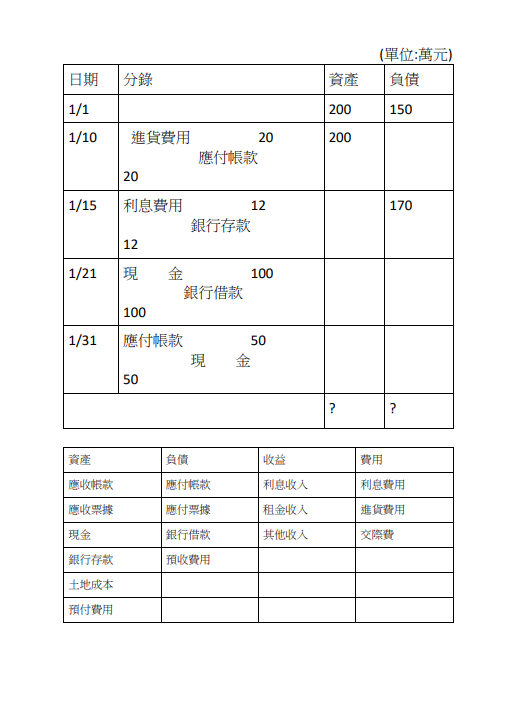 (單位:萬元)
日期 分錄 資產 負債
1/1 200 150
1/10 進貨費用 20 200
應付帳款
20
1/15 利息費用 12 170
銀行存款
12
1/21 現 金 100
銀行借款
100
1/31 應付帳款 50
現 金
50
? ?
資產 負債 收益 費用
應收帳款 應付帳款 利息收入 利息費用
應收票據 應付票據 租金收入 進貨費用
現金 銀行借款 其他收入 交際費
銀行存款 預收費用
土地成本
預付費用